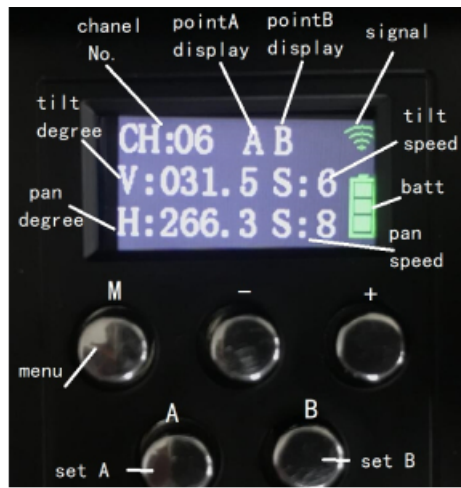 chanel No.
pointA display
pointB display
signal
tilt degree
tilt speed
CH:06 A B
V:031.5 S:6
H:266.3 S:8
batt
pan degree
pan speed
M - +
menu
A B
set A
set B